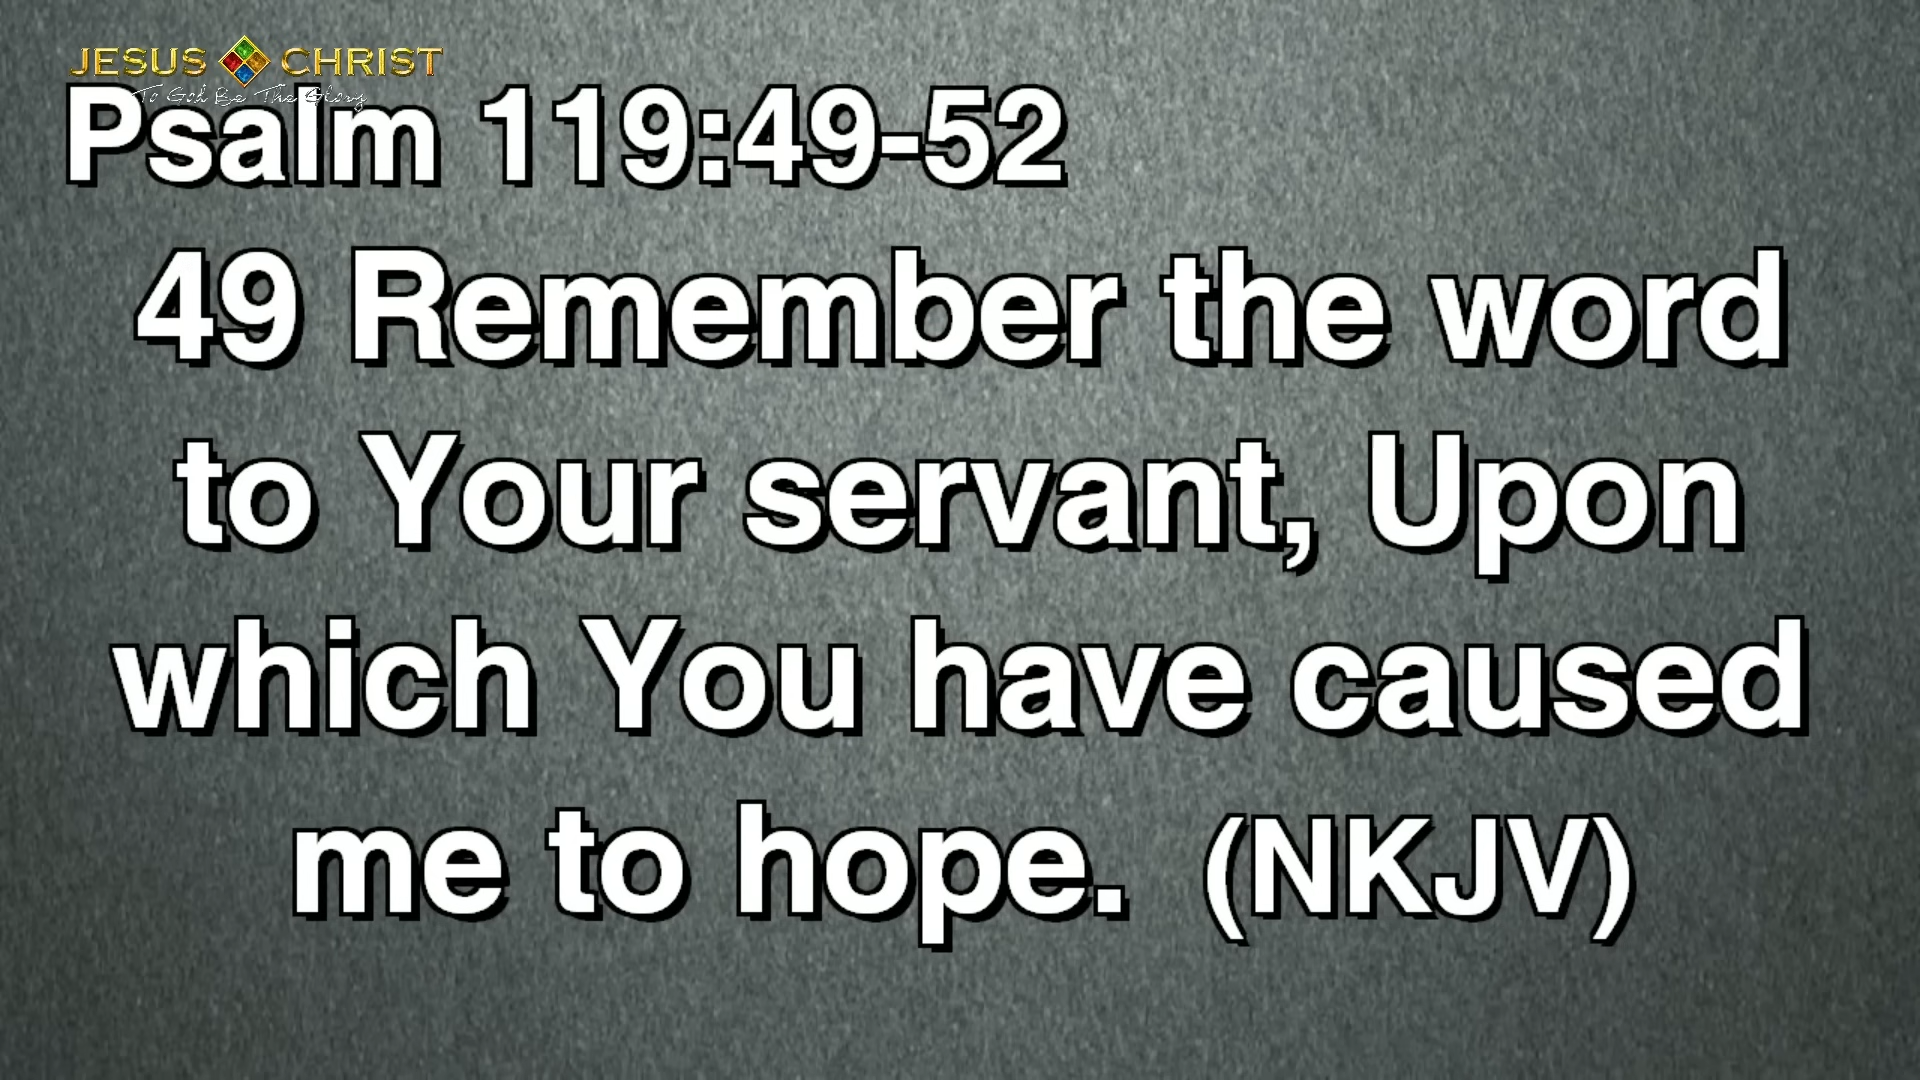 JESUS CHRIST
To God Be The Glory
Psalm 119:49-52
49 Remember the word
to Your servant, Upon
which You have caused
me to hope. (NKJV)